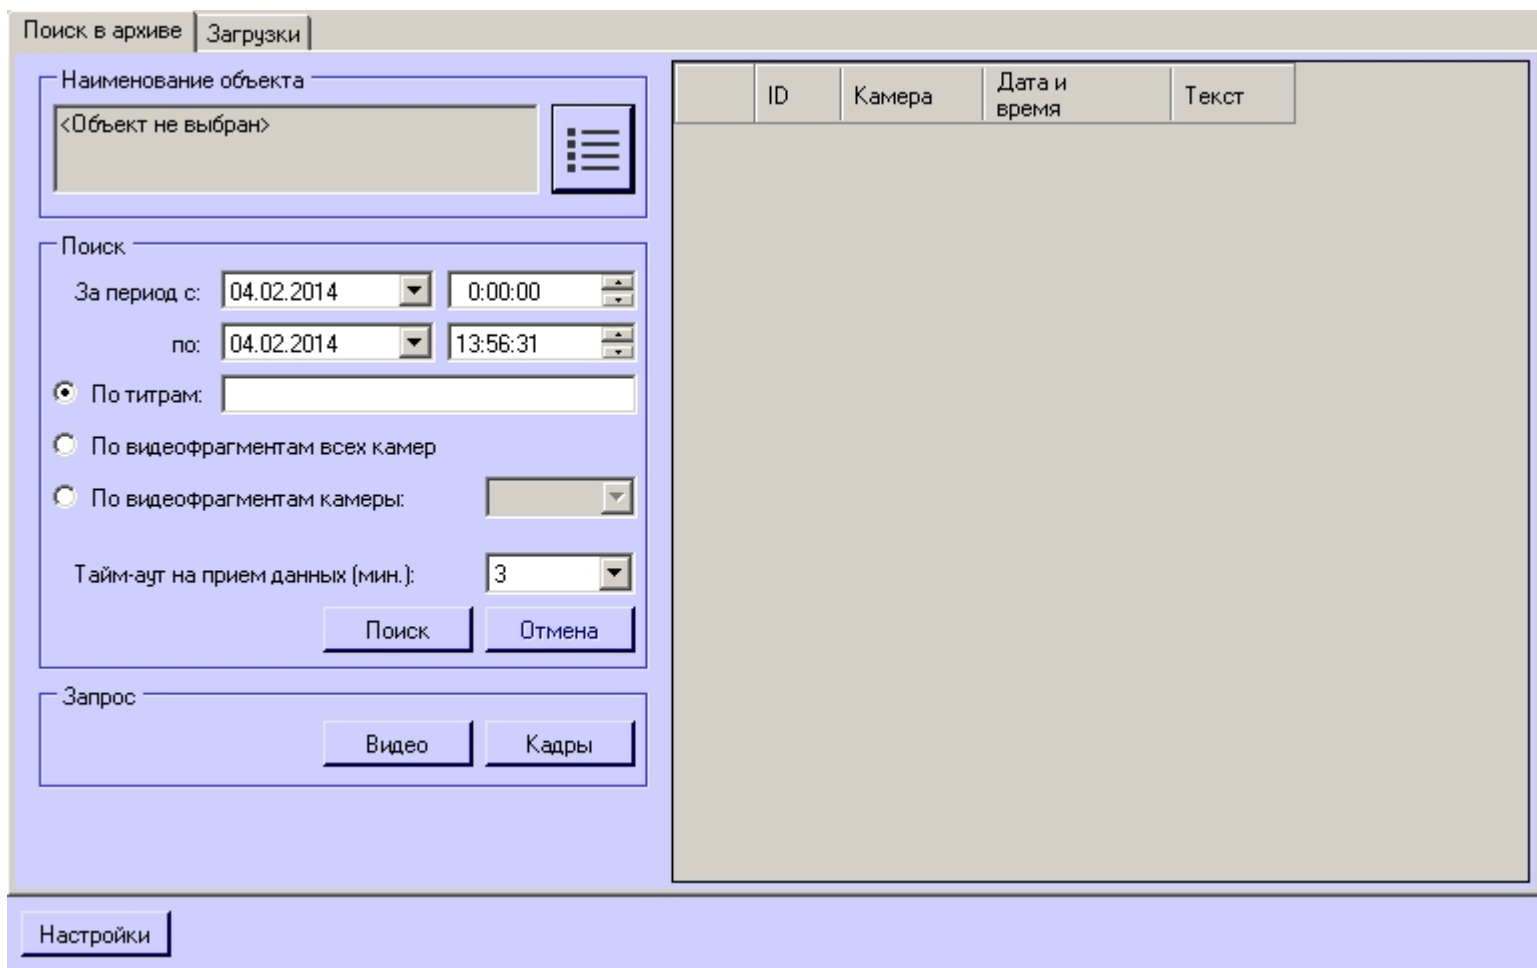 Поиск в архиве
Загрузки
Наименование объекта
<Объект не выбран>
Поиск
За период с: 04.02.2014 0:00:00
по: 04.02.2014 13:56:31
По титрам:
По видеофрагментам всех камер
По видеофрагментам камеры:
Тайм-аут на прием данных (мин.): 3
Поиск Отмена
Запрос
Видео Кадры
ID Камера Дата и
время Текст
Настройки